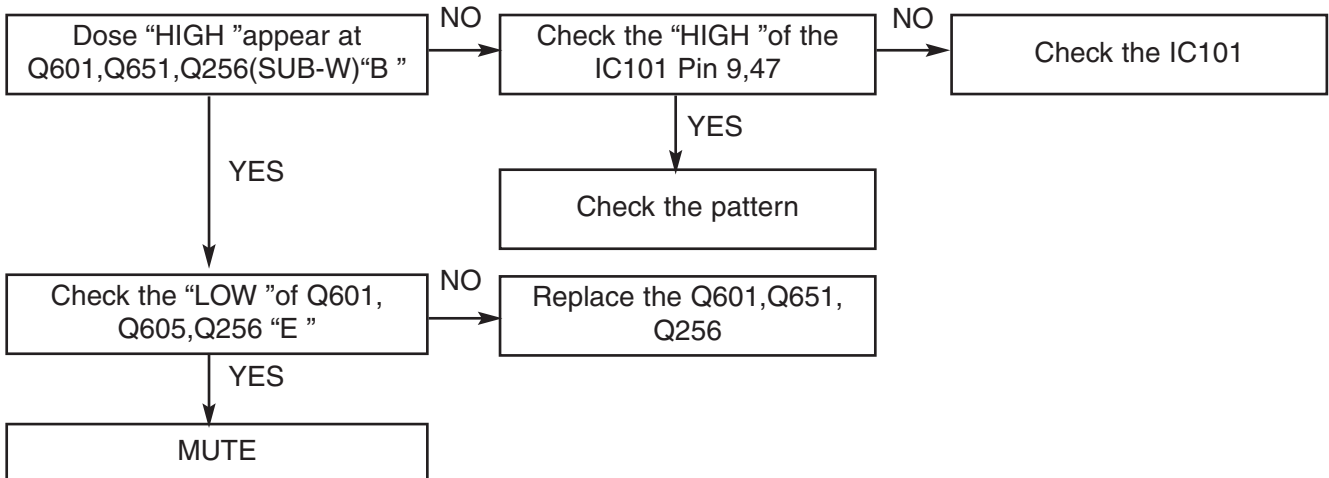 Dose “HIGH ”appear at
Q601,Q651,Q256(SUB-W)“B ”
NO
Check the “HIGH ”of the
IC101 Pin 9,47
NO
Check the IC101
YES
YES
Check the pattern
Check the “LOW ”of Q601,
Q605,Q256 “E ”
NO
Replace the Q601,Q651,
Q256
YES
MUTE